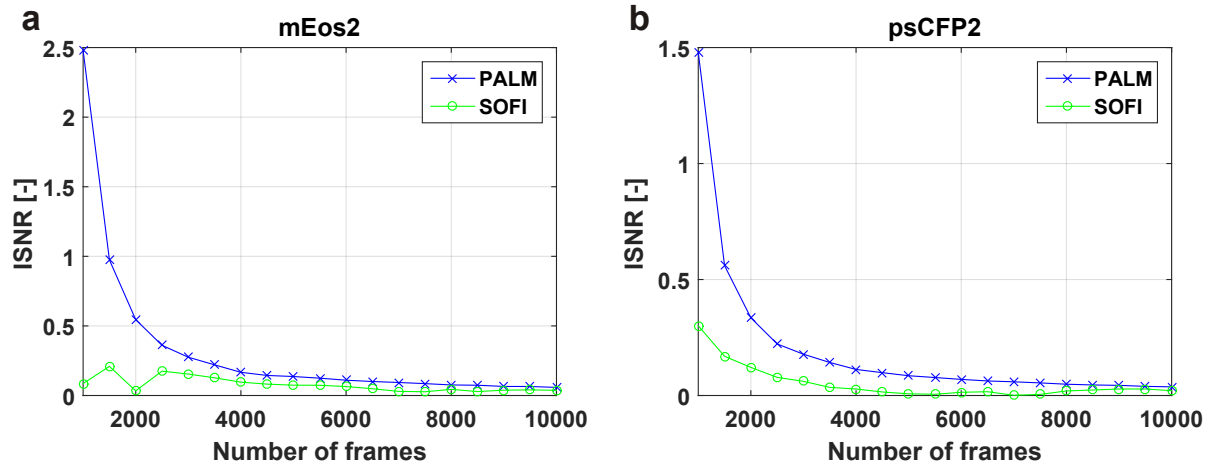 a
mEos2
2.5
2
1.5
1
0.5
0
ISNR [-]
PALM
SOFI
2000 4000 6000 8000 10000
Number of frames
b
psCFP2
1.5
1
0.5
0
ISNR [-]
PALM
SOFI
2000 4000 6000 8000 10000
Number of frames